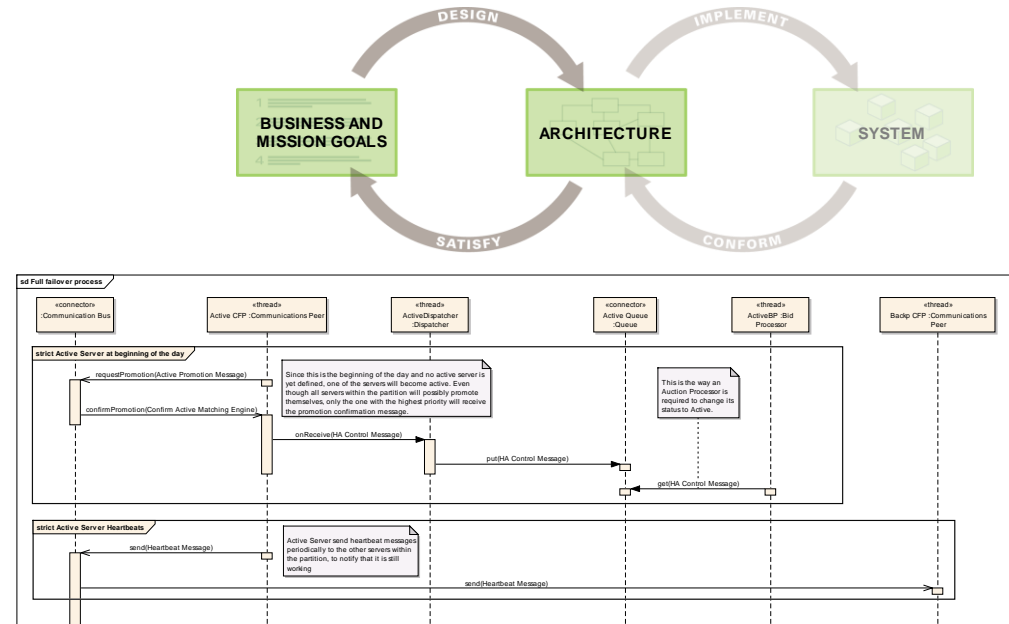 DESIGN
IMPLEMENT
1
BUSINESS AND
MISSION GOALS
4
ARCHITECTURE
SYSTEM
SATISFY
CONFORM
sd Full failover process
«connector»
:Communication Bus
«thread»
Active CFP :Communications Peer
«thread»
ActiveDispatcher
:Dispatcher
«connector»
Active Queue
:Queue
«thread»
ActiveBP :Bid
Processor
«thread»
Backp CFP :Communications
Peer
strict Active Server at beginning of the day
requestPromotion(Active Promotion Message)
Since this is the beginning of the day and no active server is
yet defined, one of the servers will become active. Even
though all servers within the partition will possibly promote
themselves, only the one with the highest priority will receive
the promotion confirmation message.
This is the way an
Auction Processor is
required to change its
status to Active.
confirmPromotion(Confirm Active Matching Engine)
onReceive(HA Control Message)
put(HA Control Message)
get(HA Control Message)
strict Active Server Heartbeats
send(Heartbeat Message)
Active Server send heartbeat messages
periodically to the other servers within
the partition, to notify that it is still
working
send(Heartbeat Message)